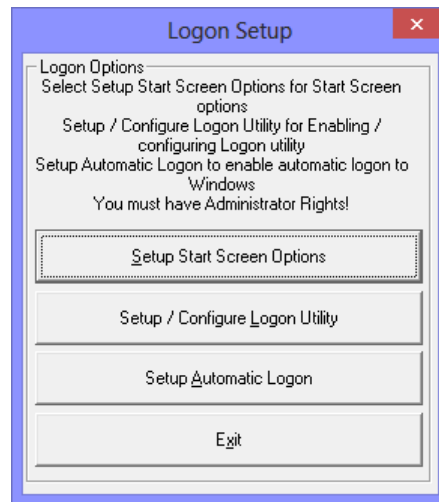 Logon Setup
Logon Options
Select Setup Start Screen Options for Start Screen
options
Setup / Configure Logon Utility for Enabling /
configuring Logon utility
Setup Automatic Logon to enable automatic logon to
Windows
You must have Administrator Rights!
Setup Start Screen Options
Setup / Configure Logon Utility
Setup Automatic Logon
Exit